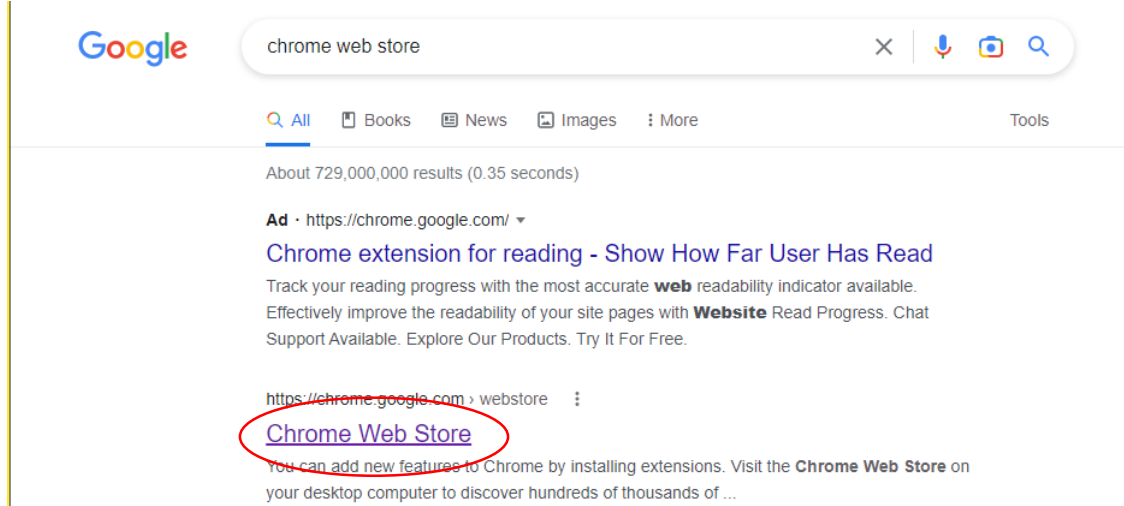 Google
chrome web store
All Books News Images More Tools
About 729,000,000 results (0.35 seconds)
Ad · https://chrome.google.com/
Chrome extension for reading - Show How Far User Has Read
Track your reading progress with the most accurate web readability indicator available.
Effectively improve the readability of your site pages with Website Read Progress. Chat
Support Available. Explore Our Products. Try It For Free.
https://chrome.google.com › webstore
Chrome Web Store
You can add new features to Chrome by installing extensions. Visit the Chrome Web Store on
your desktop computer to discover hundreds of thousands of ...